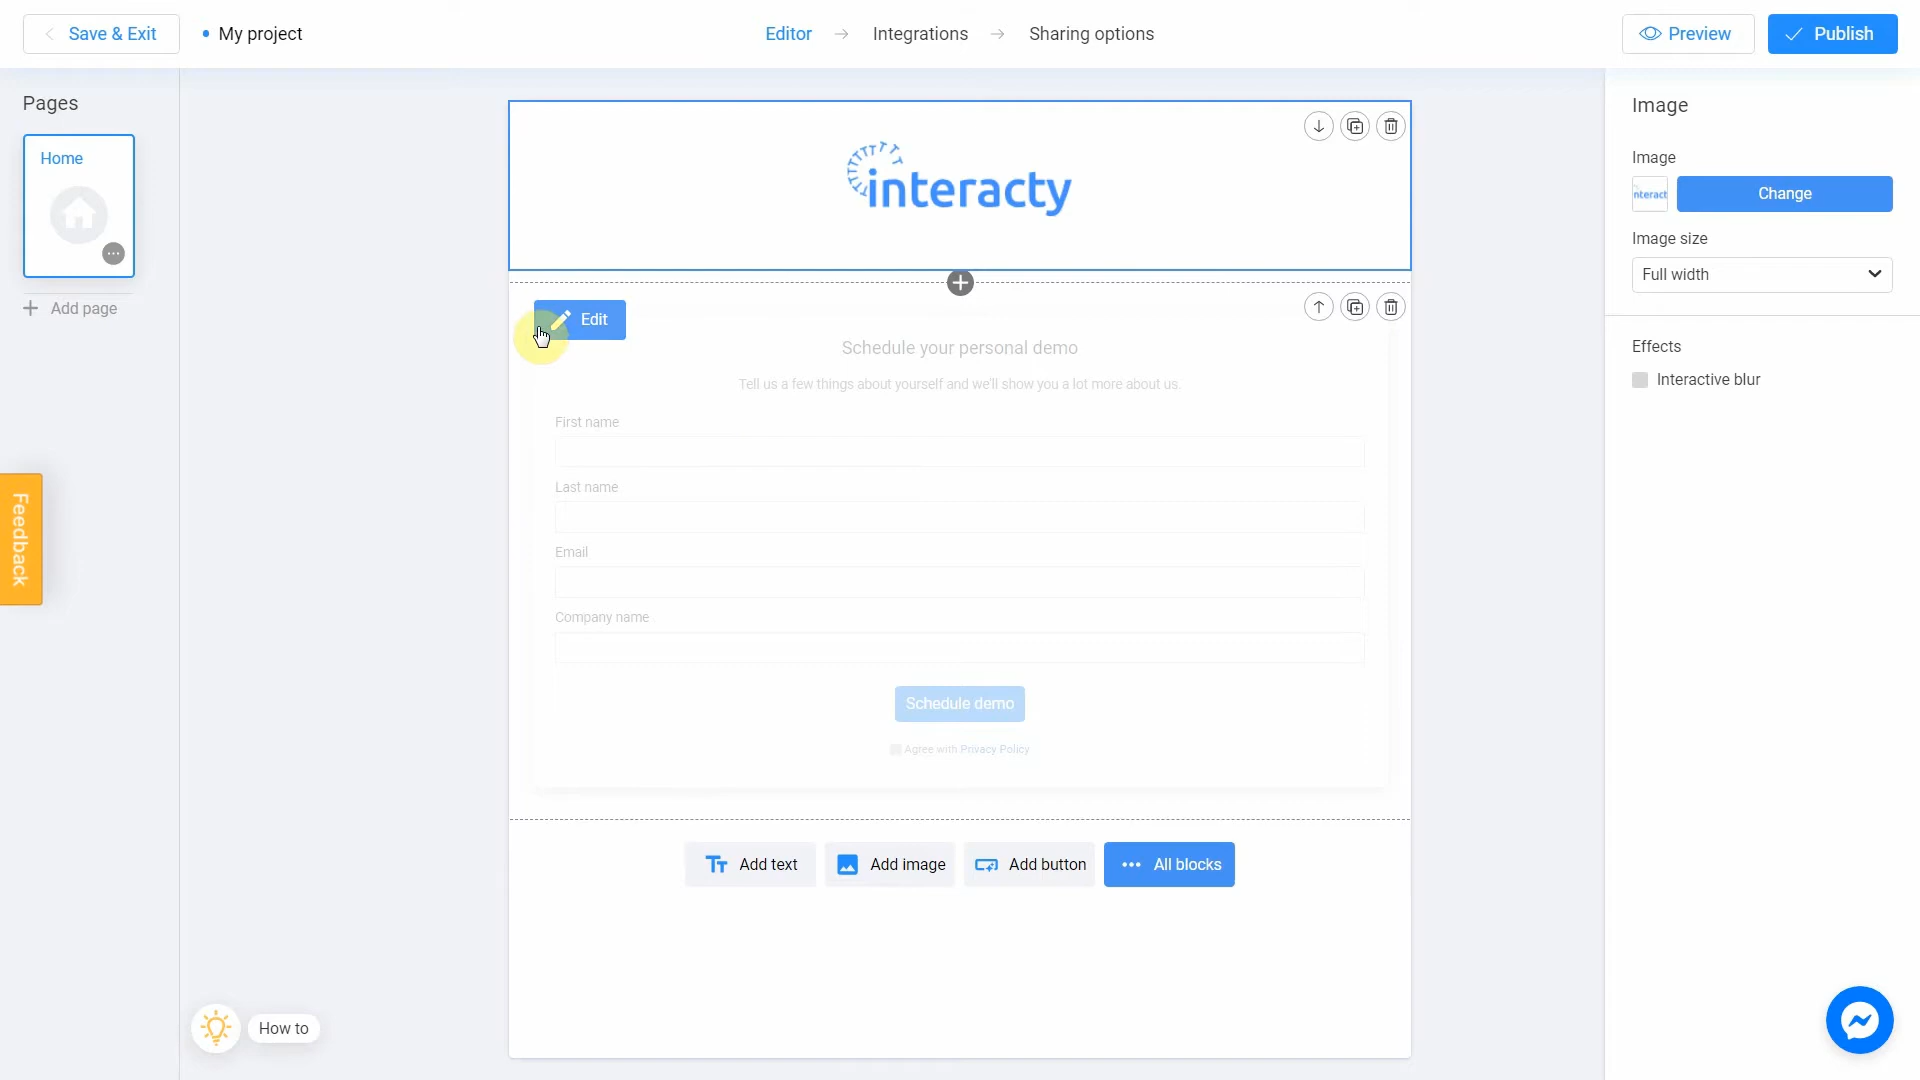 Save & Exit
My project
Editor
Integrations
Sharing options
Preview
Publish
Pages
Home
Add page
Feedback
interacty
Edit
Schedule your personal demo
Tell us a few things about yourself and we'll show you a lot more about us.
First name
Last name
Email
Company name
Schedule demo
Agree with Privacy Policy
Add text
Add image
Add button
All blocks
How to
Image
Image
nteract
Change
Image size
Full width
Effects
Interactive blur